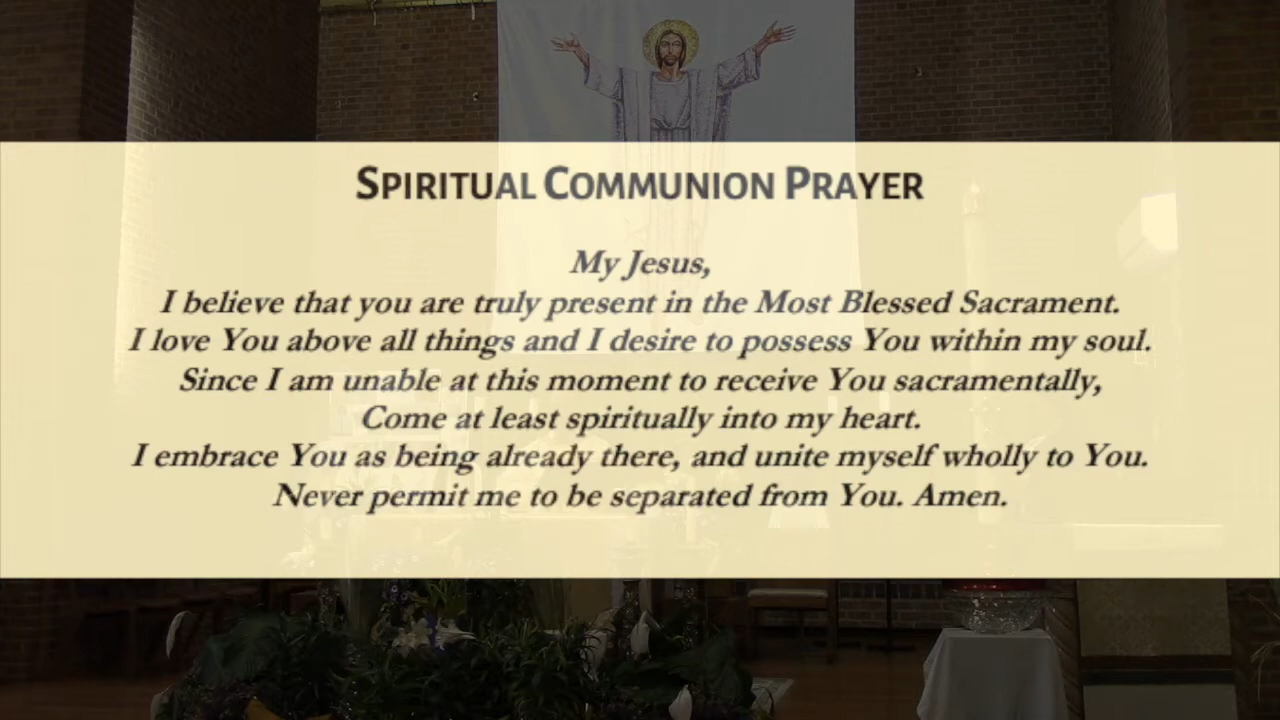 SPIRITUAL COMMUNION PRAYER
My Jesus,
I believe that you are truly present in the Most Blessed Sacrament.
I love You above all things and I desire to possess You within my soul.
Since I am unable at this moment to receive You sacramentally,
Come at least spiritually into my heart.
I embrace You as being already there, and unite myself wholly to You.
Never permit me to be separated from You. Amen.